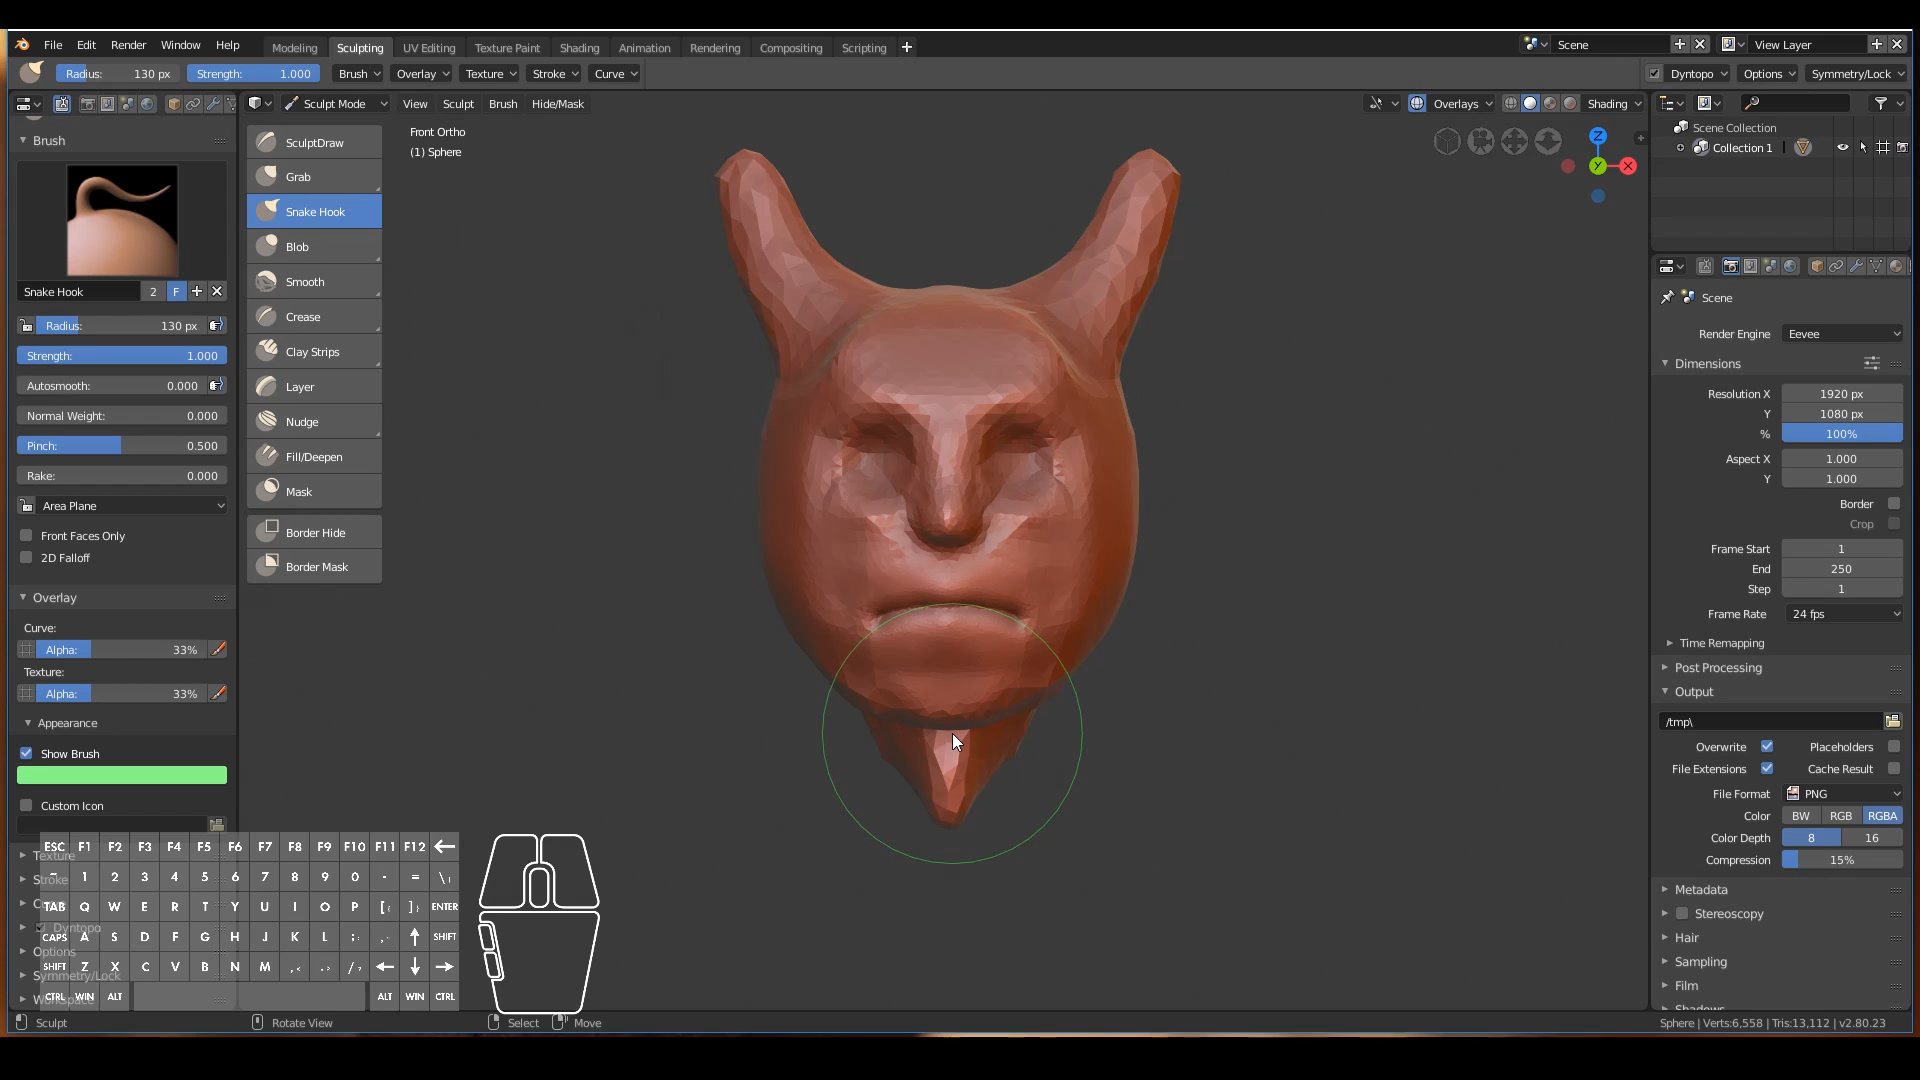 File Edit Render Window Help Modeling Sculpting UV Editing Texture Paint Shading Animation Rendering Compositing Scripting + Scene View Layer
Radius: 130 px Strength: 1.000 Brush Overlay Texture Stroke Curve Dyntopo Options Symmetry/Lock
Sculpt Mode View Sculpt Brush Hide/Mask Overlays Shading
Brush
Snake Hook 2 F
Radius: 130 px
Strength: 1.000
Autosmooth: 0.000
Normal Weight: 0.000
Pinch: 0.500
Rake: 0.000
Area Plane
Front Faces Only
2D Falloff
Overlay
Curve:
Alpha: 33%
Texture:
Alpha: 33%
Appearance
Show Brush
Custom Icon
Texture
Stroke
Dyntopo
Options
Symmetry/Lock
Workspace
SculptDraw
Grab
Snake Hook
Blob
Smooth
Crease
Clay Strips
Layer
Nudge
Fill/Deepen
Mask
Border Hide
Border Mask
Front Ortho
(1) Sphere
Z
Y
X
ESC F1 F2 F3 F4 F5 F6 F7 F8 F9 F10 F11 F12
~ 1 2 3 4 5 6 7 8 9 0 - = \|
TAB Q W E R T Y U I O P [{ ]} ENTER
CAPS A S D F G H J K L ;: SHIFT
SHIFT Z X C V B N M ,< .> /?
CTRL WIN ALT ALT WIN CTRL
Scene Collection
Collection 1
Scene
Render Engine Eevee
Dimensions
Resolution X 1920 px
Y 1080 px
% 100%
Aspect X 1.000
Y 1.000
Border
Crop
Frame Start 1
End 250
Step 1
Frame Rate 24 fps
Time Remapping
Post Processing
Output
/tmp\
Overwrite Placeholders
File Extensions Cache Result
File Format PNG
Color BW RGB RGBA
Color Depth 8 16
Compression 15%
Metadata
Stereoscopy
Hair
Sampling
Film
Shadows
Sculpt Rotate View Select Move Sphere | Verts:6,558 | Tris:13,112 | v2.80.23